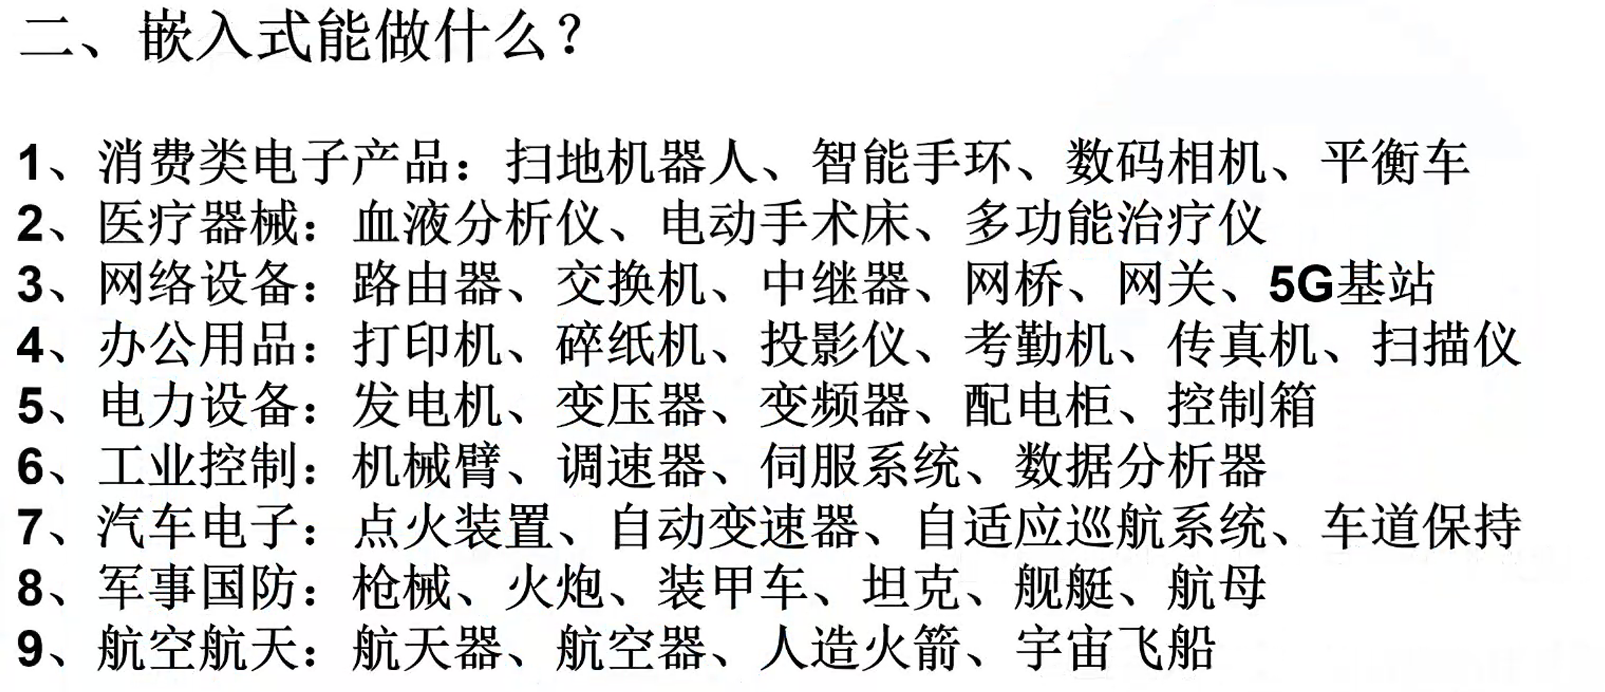 二、嵌入式能做什么？
1、消费类电子产品：扫地机器人、智能手环、数码相机、平衡车
2、医疗器械：血液分析仪、电动手术床、多功能治疗仪
3、网络设备：路由器、交换机、中继器、网桥、网关、5G基站
4、办公用品：打印机、碎纸机、投影仪、考勤机、传真机、扫描仪
5、电力设备：发电机、变压器、变频器、配电柜、控制箱
6、工业控制：机械臂、调速器、伺服系统、数据分析器
7、汽车电子：点火装置、自动变速器、自适应巡航系统、车道保持
8、军事国防：枪械、火炮、装甲车、坦克、舰艇、航母
9、航空航天：航天器、航空器、人造火箭、宇宙飞船